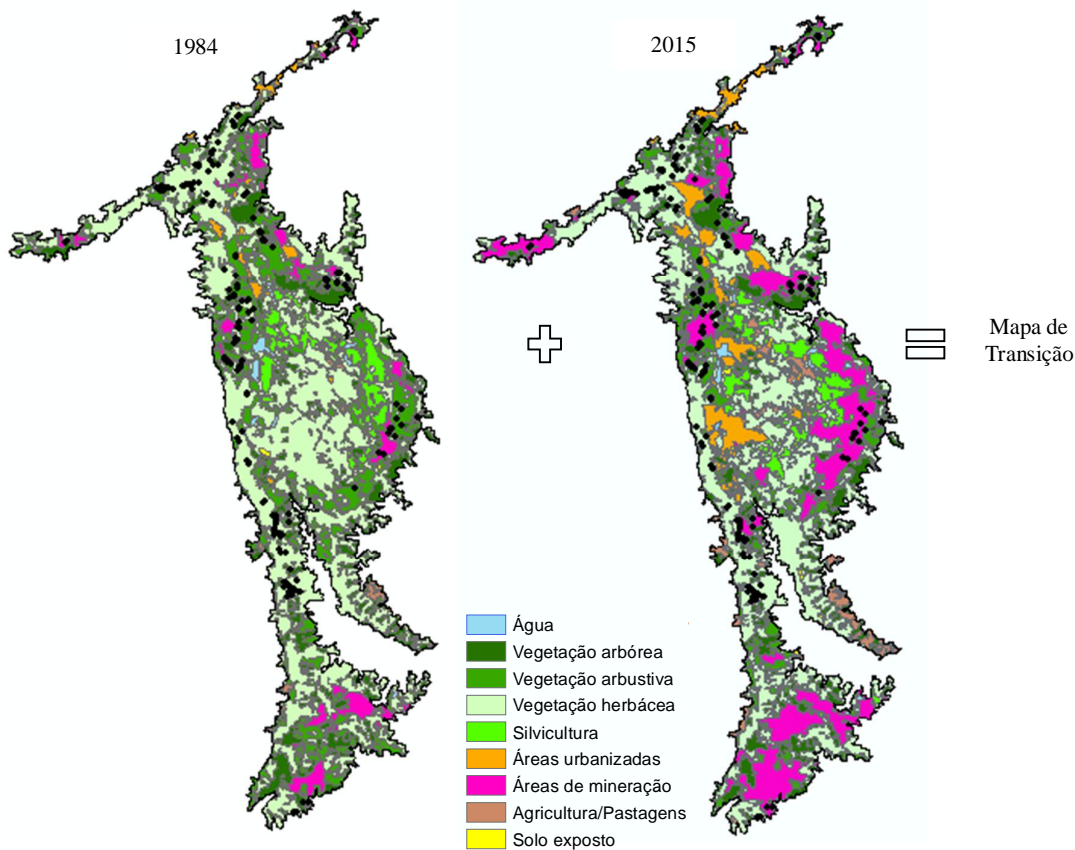 1984
2015
Mapa de
Transição
Água
Vegetação arbórea
Vegetação arbustiva
Vegetação herbácea
Silvicultura
Áreas urbanizadas
Áreas de mineração
Agricultura/Pastagens
Solo exposto